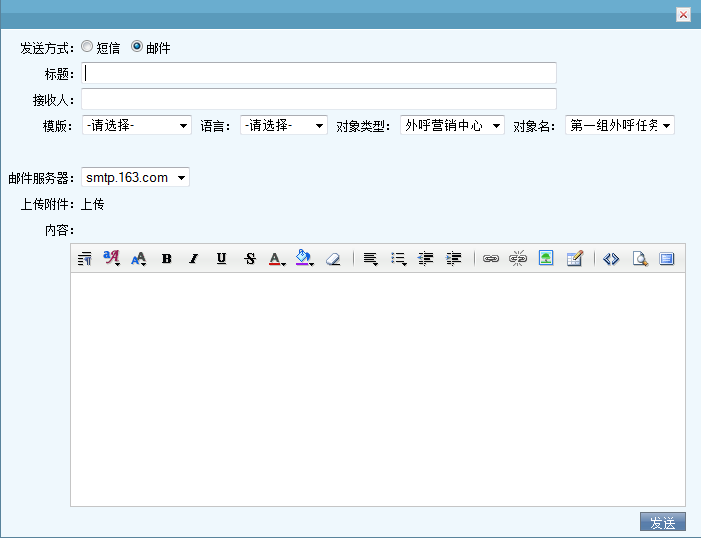 发送方式: 短信 邮件
标题:
接收人:
模版: -请选择- 语言: -请选择- 对象类型: 外呼营销中心 对象名: 第一组外呼任务
邮件服务器: smtp.163.com
上传附件: 上传
内容:
发送